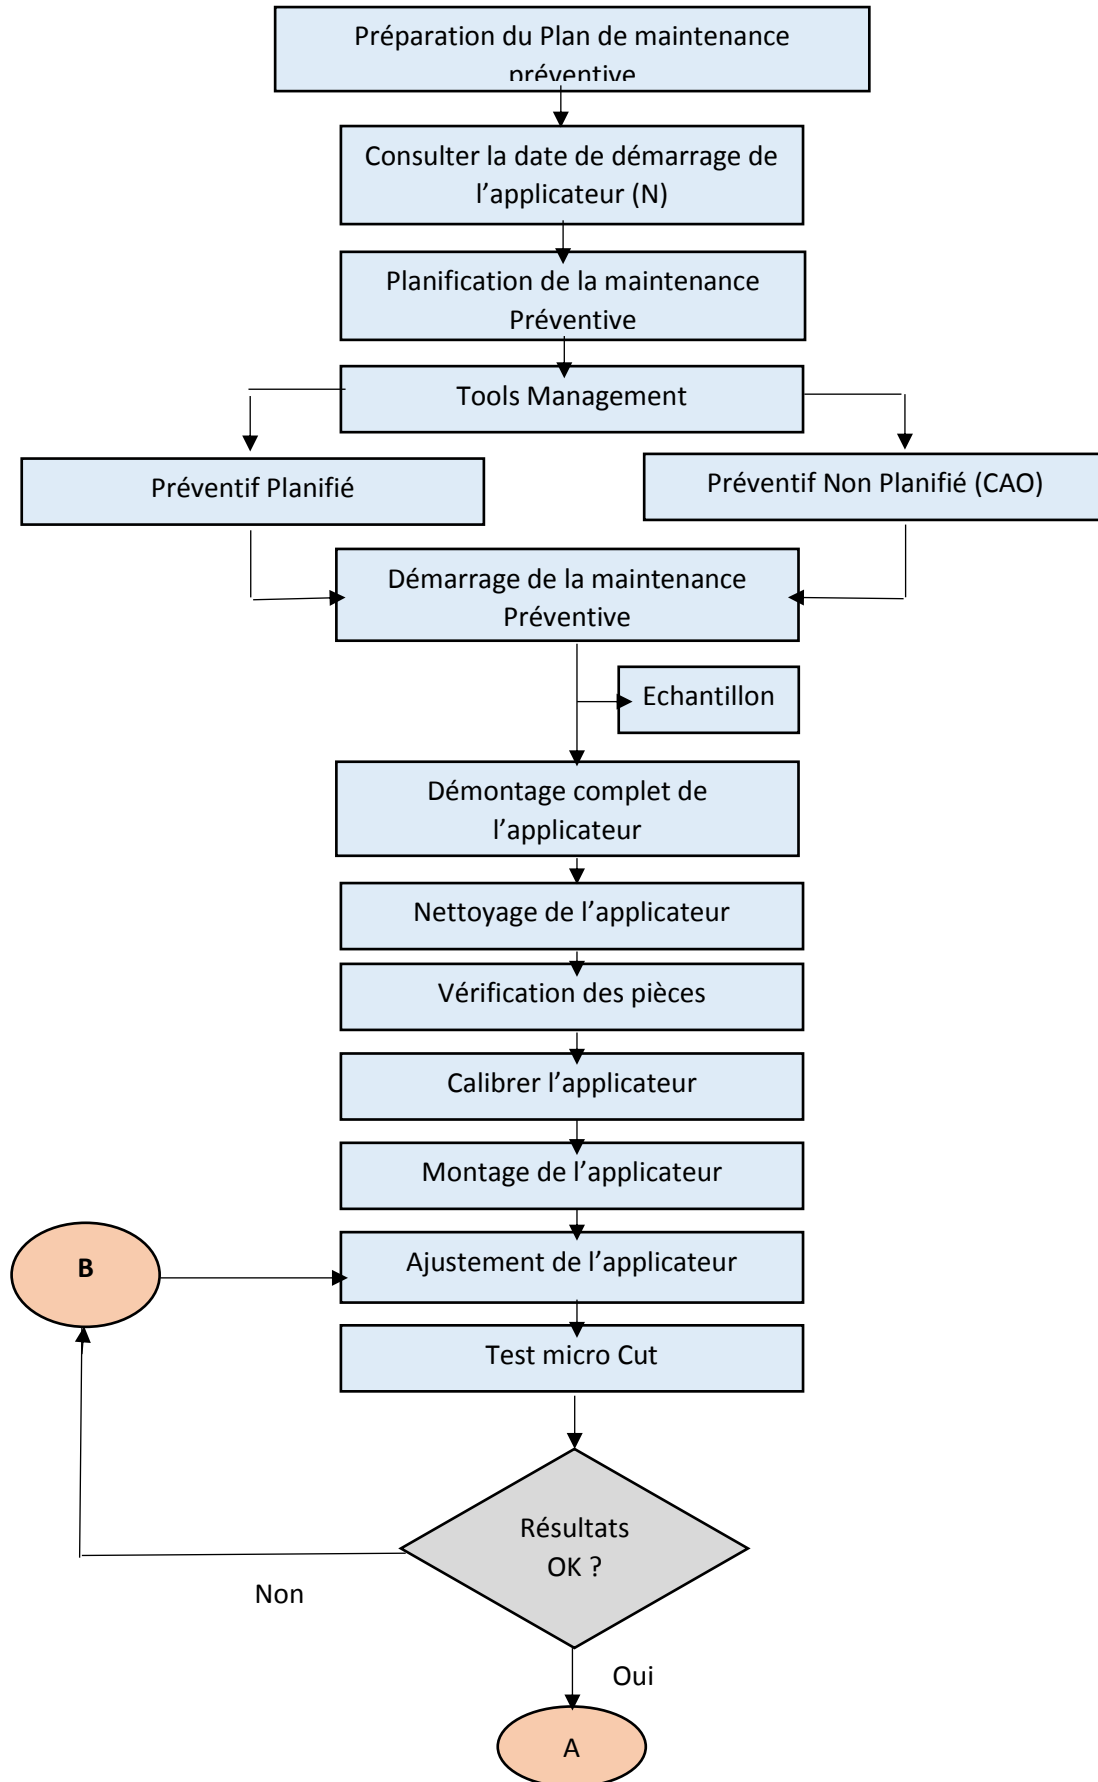 Préparation du Plan de maintenance
préventive
Consulter la date de démarrage de
l’applicateur (N)
Planification de la maintenance
Préventive
Tools Management
Préventif Planifié
Préventif Non Planifié (CAO)
Démarrage de la maintenance
Préventive
Echantillon
Démontage complet de
l’applicateur
Nettoyage de l’applicateur
Vérification des pièces
Calibrer l’applicateur
Montage de l’applicateur
B
Ajustement de l’applicateur
Test micro Cut
Résultats
OK ?
Non
Oui
A